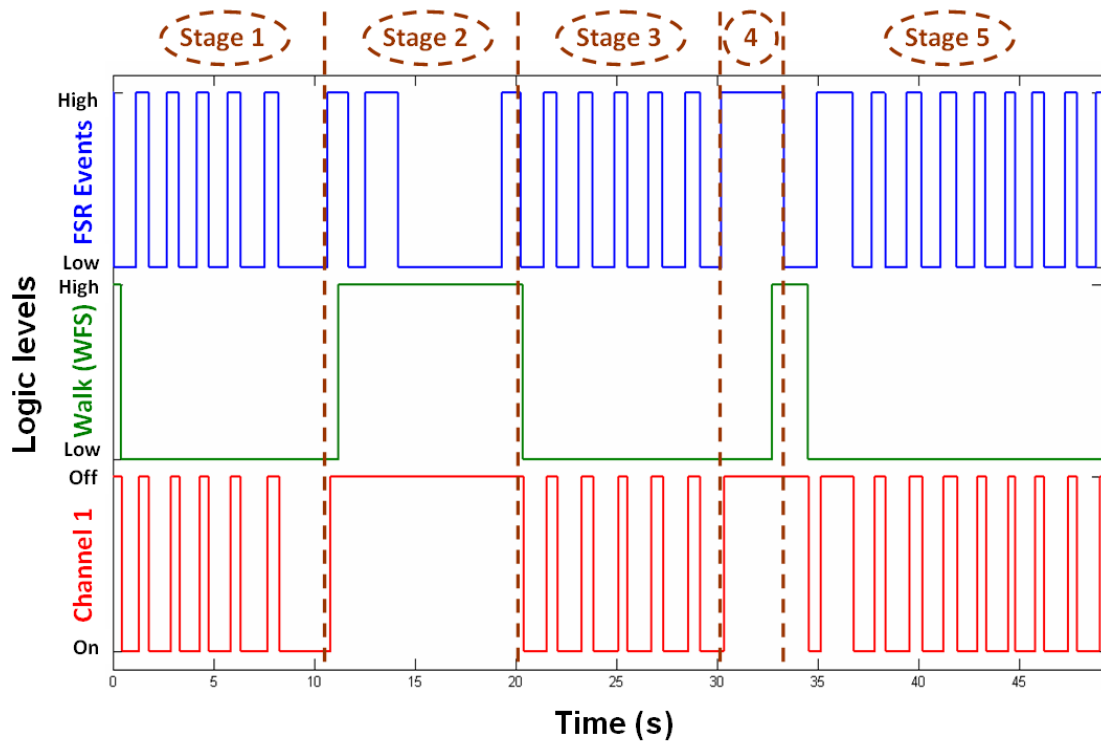 Stage 1
Stage 2
Stage 3
4
Stage 5
Logic levels
FSR Events
High
Low
Walk (WFS)
High
Low
Channel 1
Off
On
0
5
10
15
20
25
30
35
40
45
Time (s)